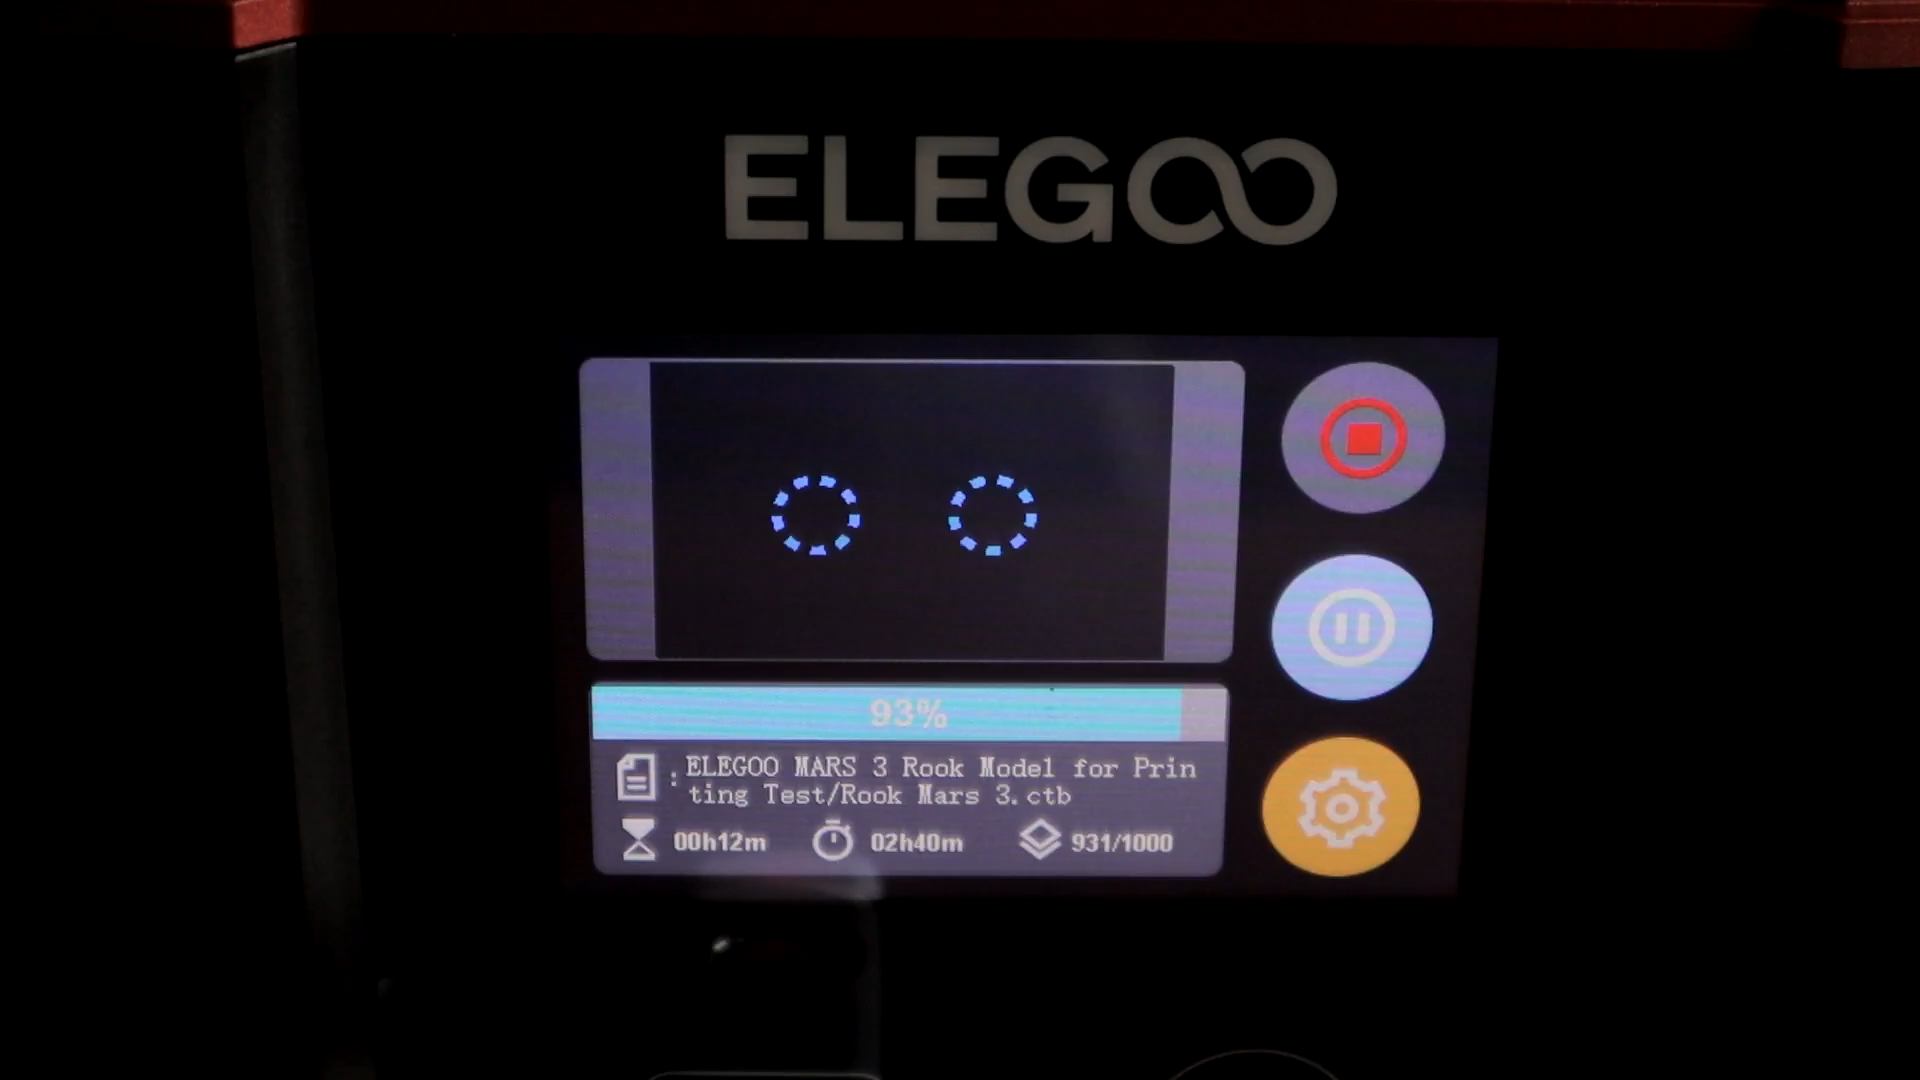 ELEGOO
93%
: ELEGOO MARS 3 Rook Model for Prin
ting Test/Rook Mars 3.ctb
00h12m 02h40m 931/1000